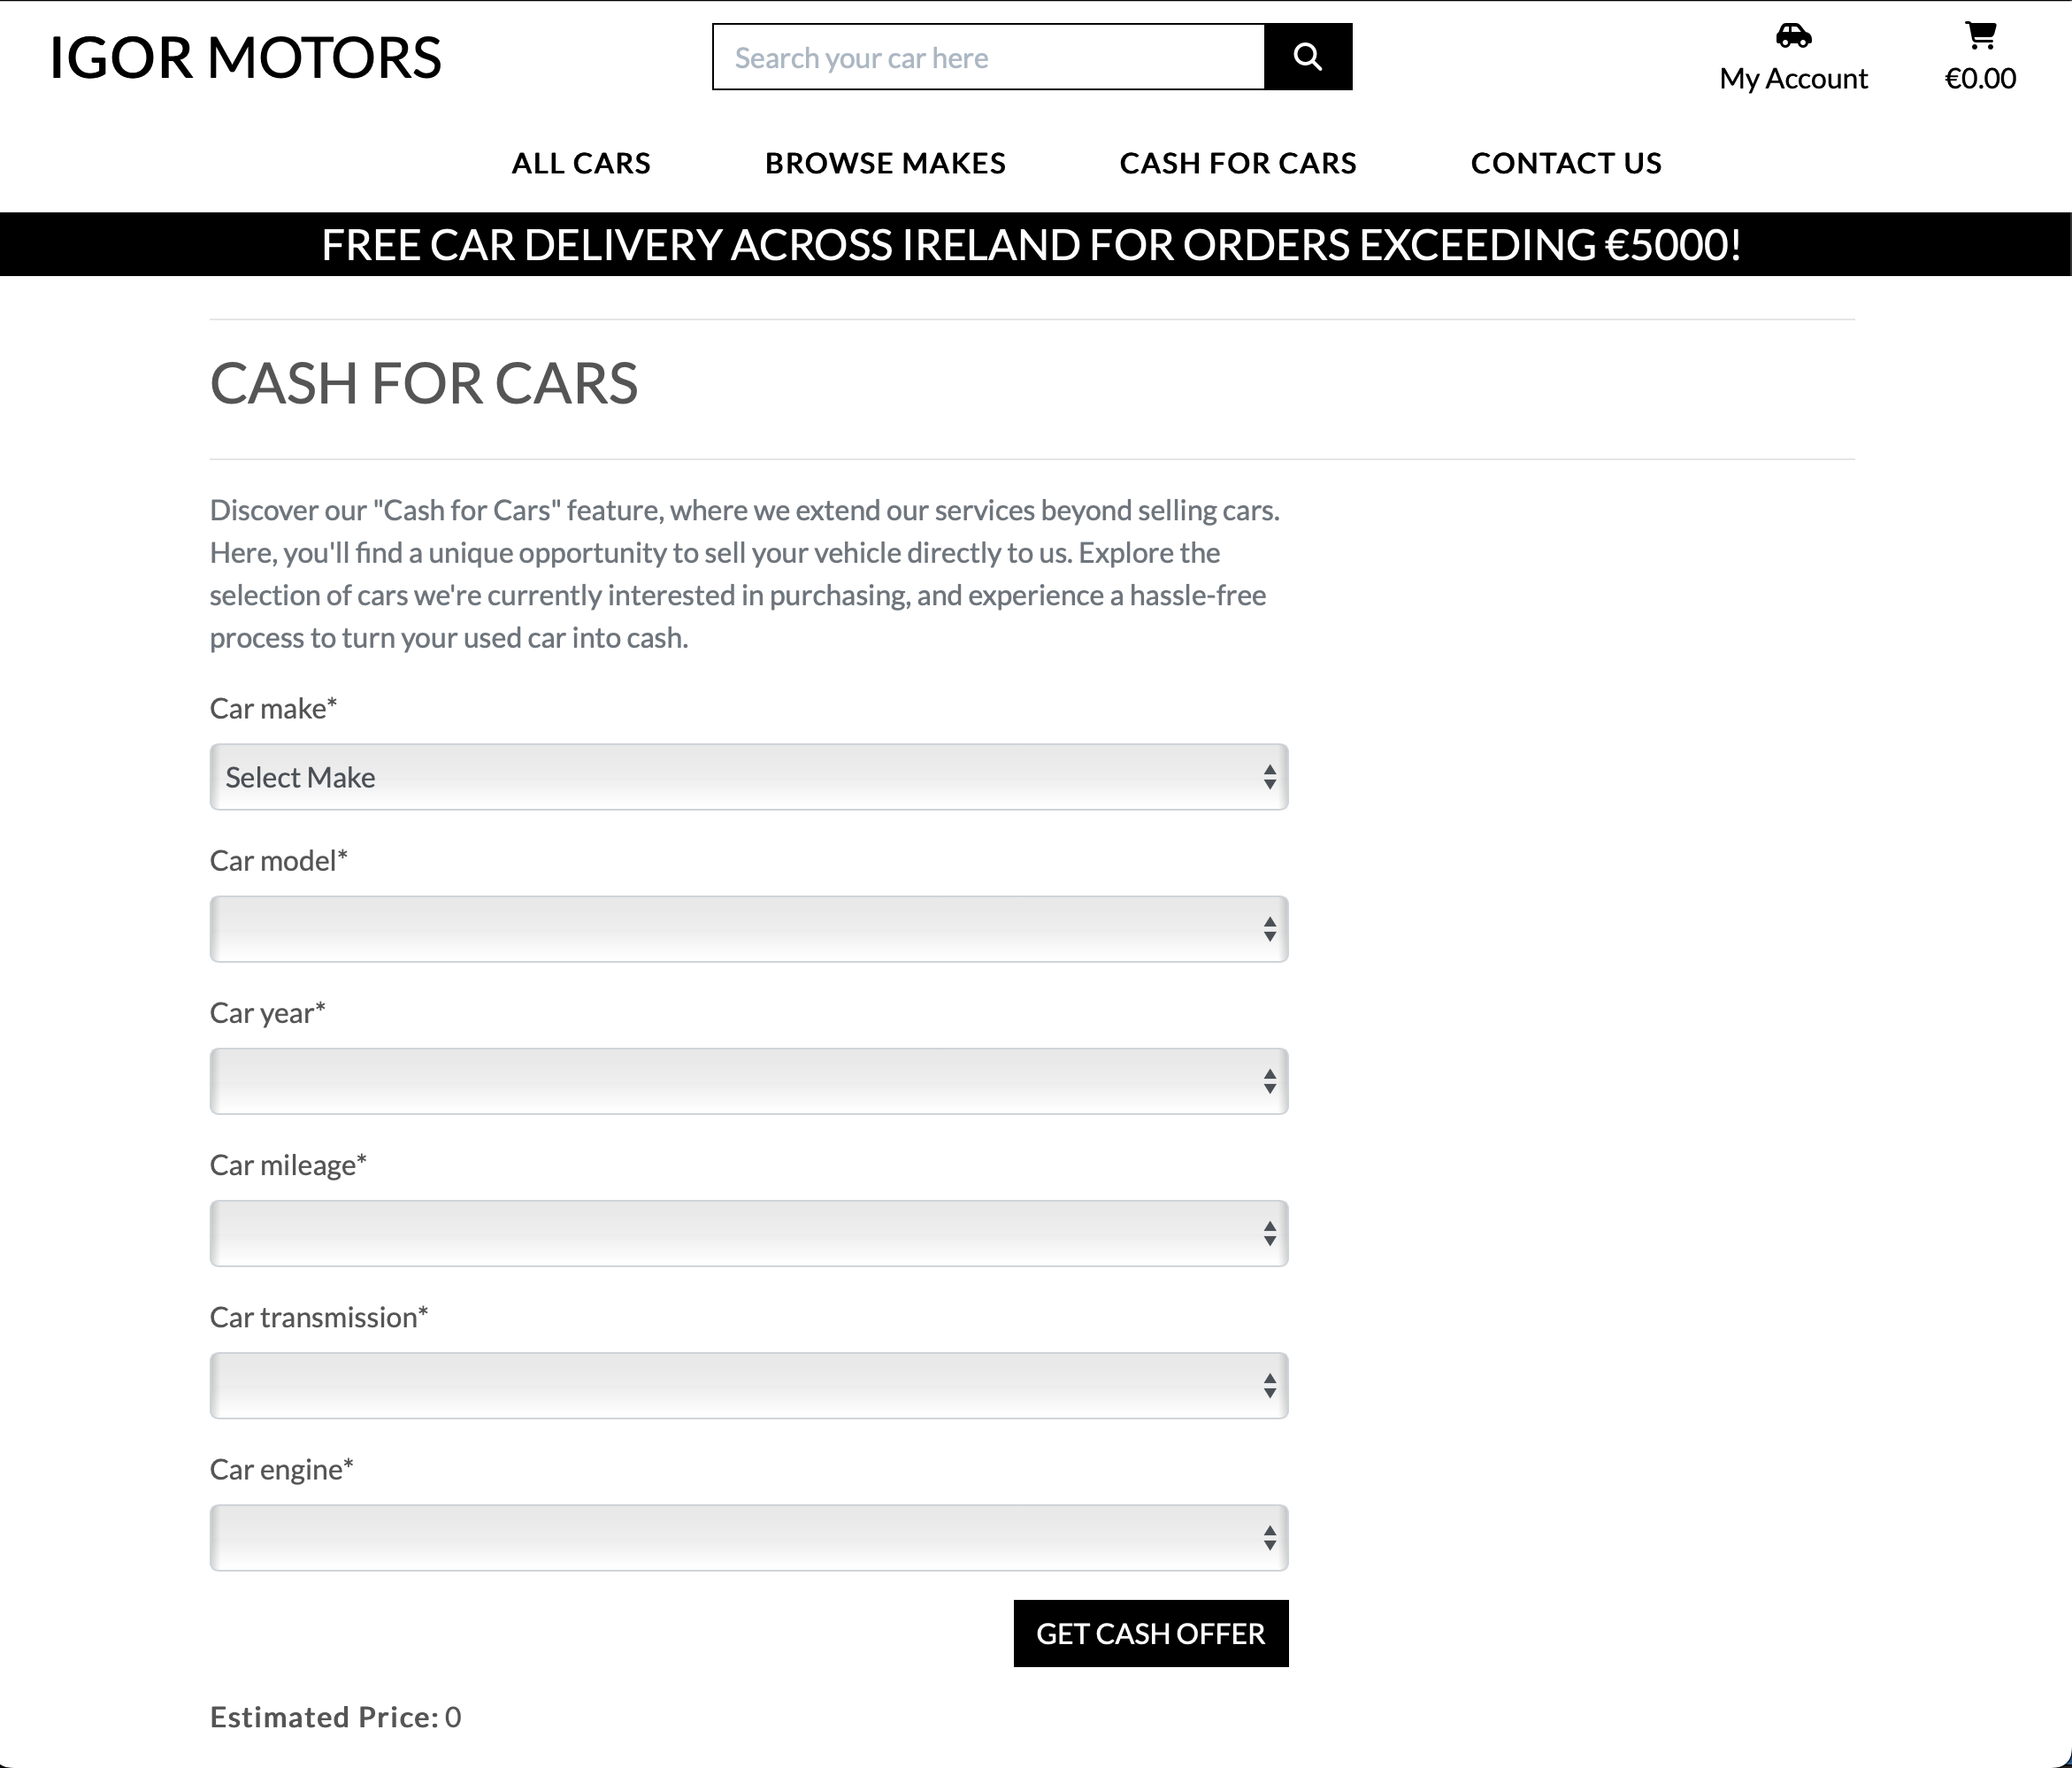 IGOR MOTORS
Search your car here
My Account
€0.00
ALL CARS
BROWSE MAKES
CASH FOR CARS
CONTACT US
FREE CAR DELIVERY ACROSS IRELAND FOR ORDERS EXCEEDING €5000!
CASH FOR CARS
Discover our "Cash for Cars" feature, where we extend our services beyond selling cars.
Here, you'll find a unique opportunity to sell your vehicle directly to us. Explore the
selection of cars we're currently interested in purchasing, and experience a hassle-free
process to turn your used car into cash.
Car make*
Select Make
Car model*
Car year*
Car mileage*
Car transmission*
Car engine*
GET CASH OFFER
Estimated Price: 0